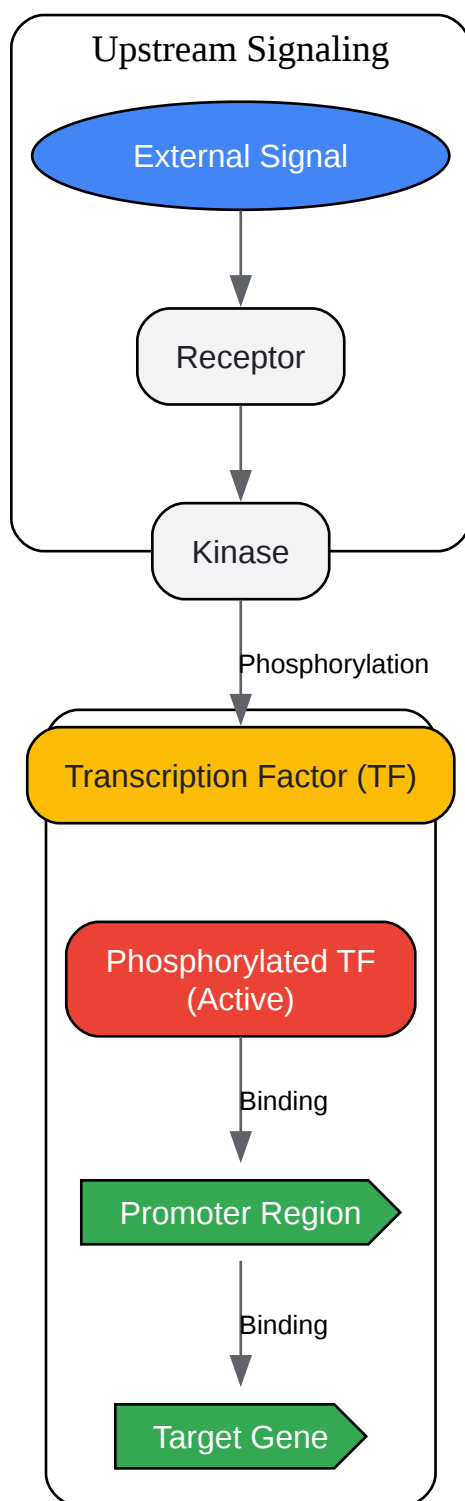 Upstream Signaling
External Signal
Receptor
Kinase
Phosphorylation
Transcription Factor (TF)
Phosphorylated TF
(Active)
Binding
Promoter Region
Binding
Target Gene